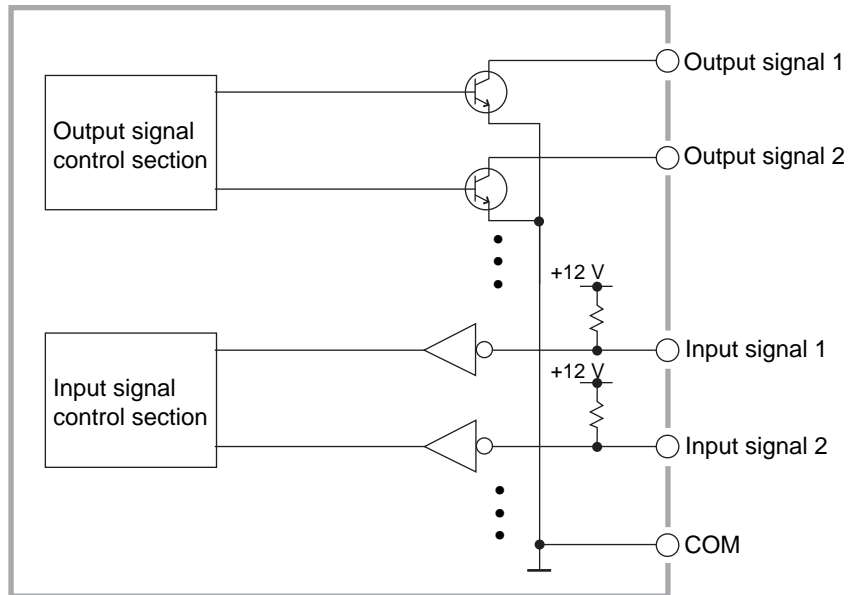 Output signal 1
Output signal
control section
Output signal 2
+12 V
Input signal 1
Input signal
control section
+12 V
Input signal 2
COM